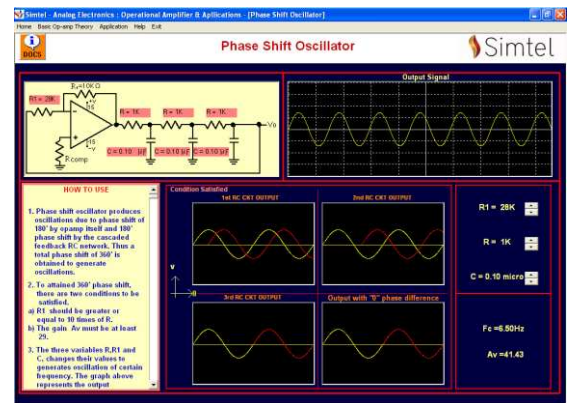 Simtel - Analog Electronics : Operational Amplifier & Apllications - [Phase Shift Oscillator]
Home Basic Op-amp Theory Application Help Exit
i
DOCS
Phase Shift Oscillator
Simtel
Output Signal
R1 = 28K
R = 1K R = 1K R = 1K
Vo
R comp
C = 0.10 µF C = 0.10 µF C = 0.10 µF
HOW TO USE
1. Phase shift oscillator produces
oscillations due to phase shift of
180° by opamp itself and 180°
phase shift by the cascaded
feedback RC network. Thus a
total phase shift of 360° is
obtained to generate
oscillations.
2. To attained 360° phase shift,
there are two conditions to be
satisfied.
a) R1 should be greater or
equal to 10 times of R.
b) The gain Av must be at least
29.
3. The three variables R,R1 and
C, changes their values to
generates oscillation of certain
frequency. The graph above
represents the output
Condition Satisfied
1st RC CKT OUTPUT
2nd RC CKT OUTPUT
V
3rd RC CKT OUTPUT
Output with "0" phase difference
R1 = 28K
R = 1K
C = 0.10 micro
Fc =6.50Hz
Av =41.43